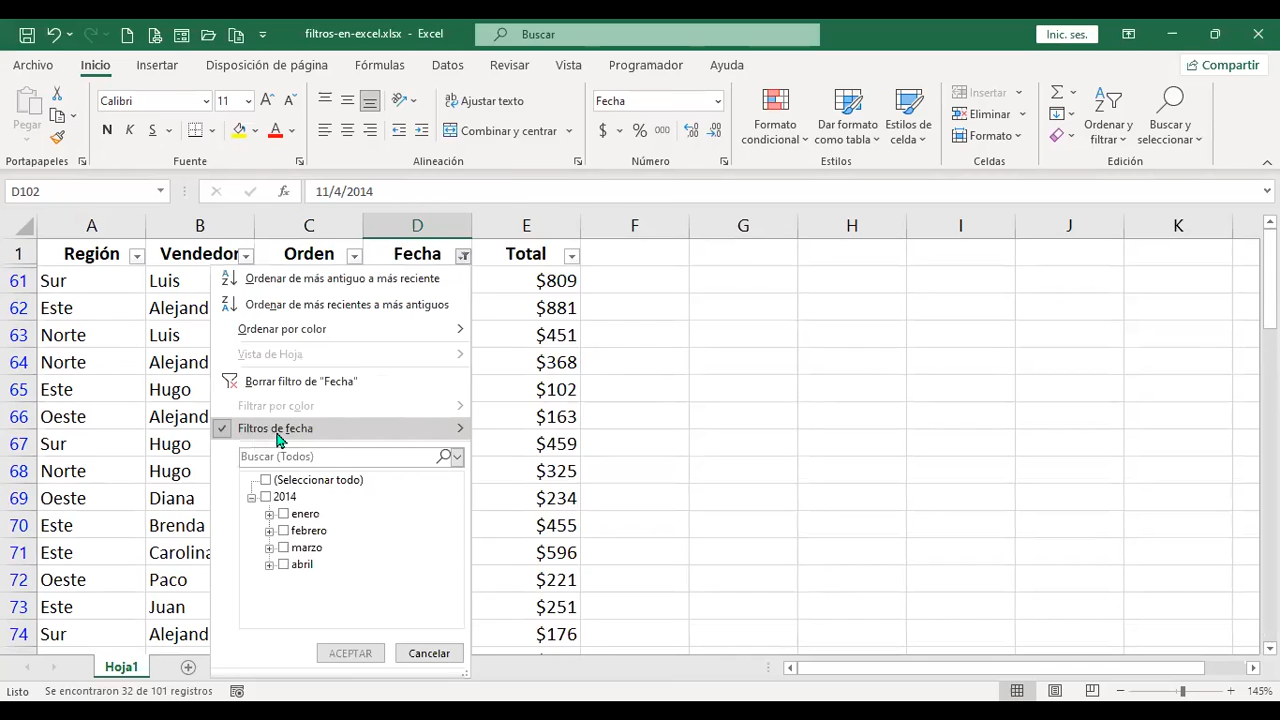 filtros-en-excel.xlsx - Excel
Buscar
Inic. ses.
Archivo Inicio Insertar Disposición de página Fórmulas Datos Revisar Vista Programador Ayuda
Compartir
Pegar
Portapapeles
Calibri 11
N K S A
Fuente
Ajustar texto
Combinar y centrar
Alineación
Fecha
$ % 000
Número
Formato condicional
Dar formato como tabla
Estilos de celda
Estilos
Insertar
Eliminar
Formato
Celdas
Ordenar y filtrar
Buscar y seleccionar
Edición
D102 fx 11/4/2014
A B C D E F G H I J K
1 Región Vendedor Orden Fecha Total
61 Sur Luis $809
62 Este Alejand $881
63 Norte Luis $451
64 Norte Alejand $368
65 Este Hugo $102
66 Oeste Alejand $163
67 Sur Hugo $459
68 Norte Hugo $325
69 Oeste Diana $234
70 Este Brenda $455
71 Este Carolina $596
72 Oeste Paco $221
73 Este Juan $251
74 Sur Alejand $176
Ordenar de más antiguo a más reciente
Ordenar de más recientes a más antiguos
Ordenar por color
Vista de Hoja
Borrar filtro de "Fecha"
Filtrar por color
Filtros de fecha
Buscar (Todos)
(Seleccionar todo)
2014
enero
febrero
marzo
abril
ACEPTAR Cancelar
Hoja1
Listo Se encontraron 32 de 101 registros 145%